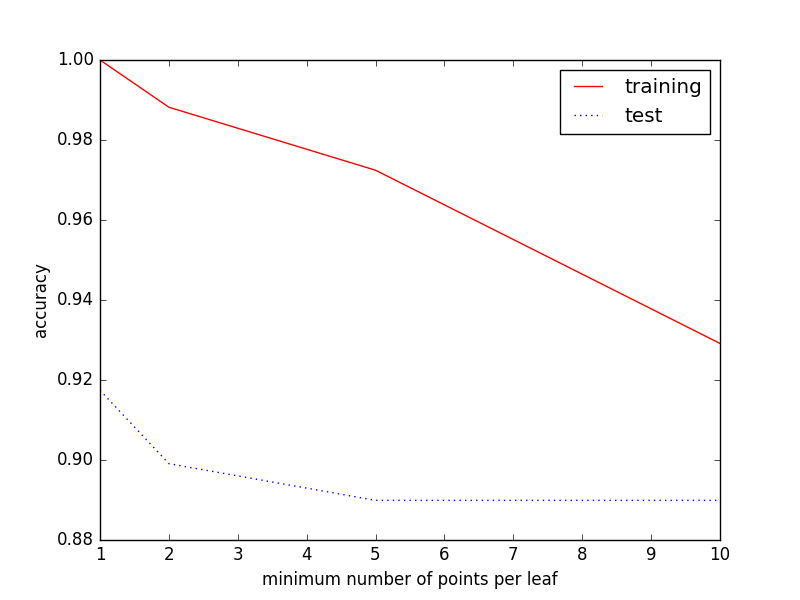 1.00
0.98
0.96
0.94
0.92
0.90
0.88
accuracy
training
test
1 2 3 4 5 6 7 8 9 10
minimum number of points per leaf